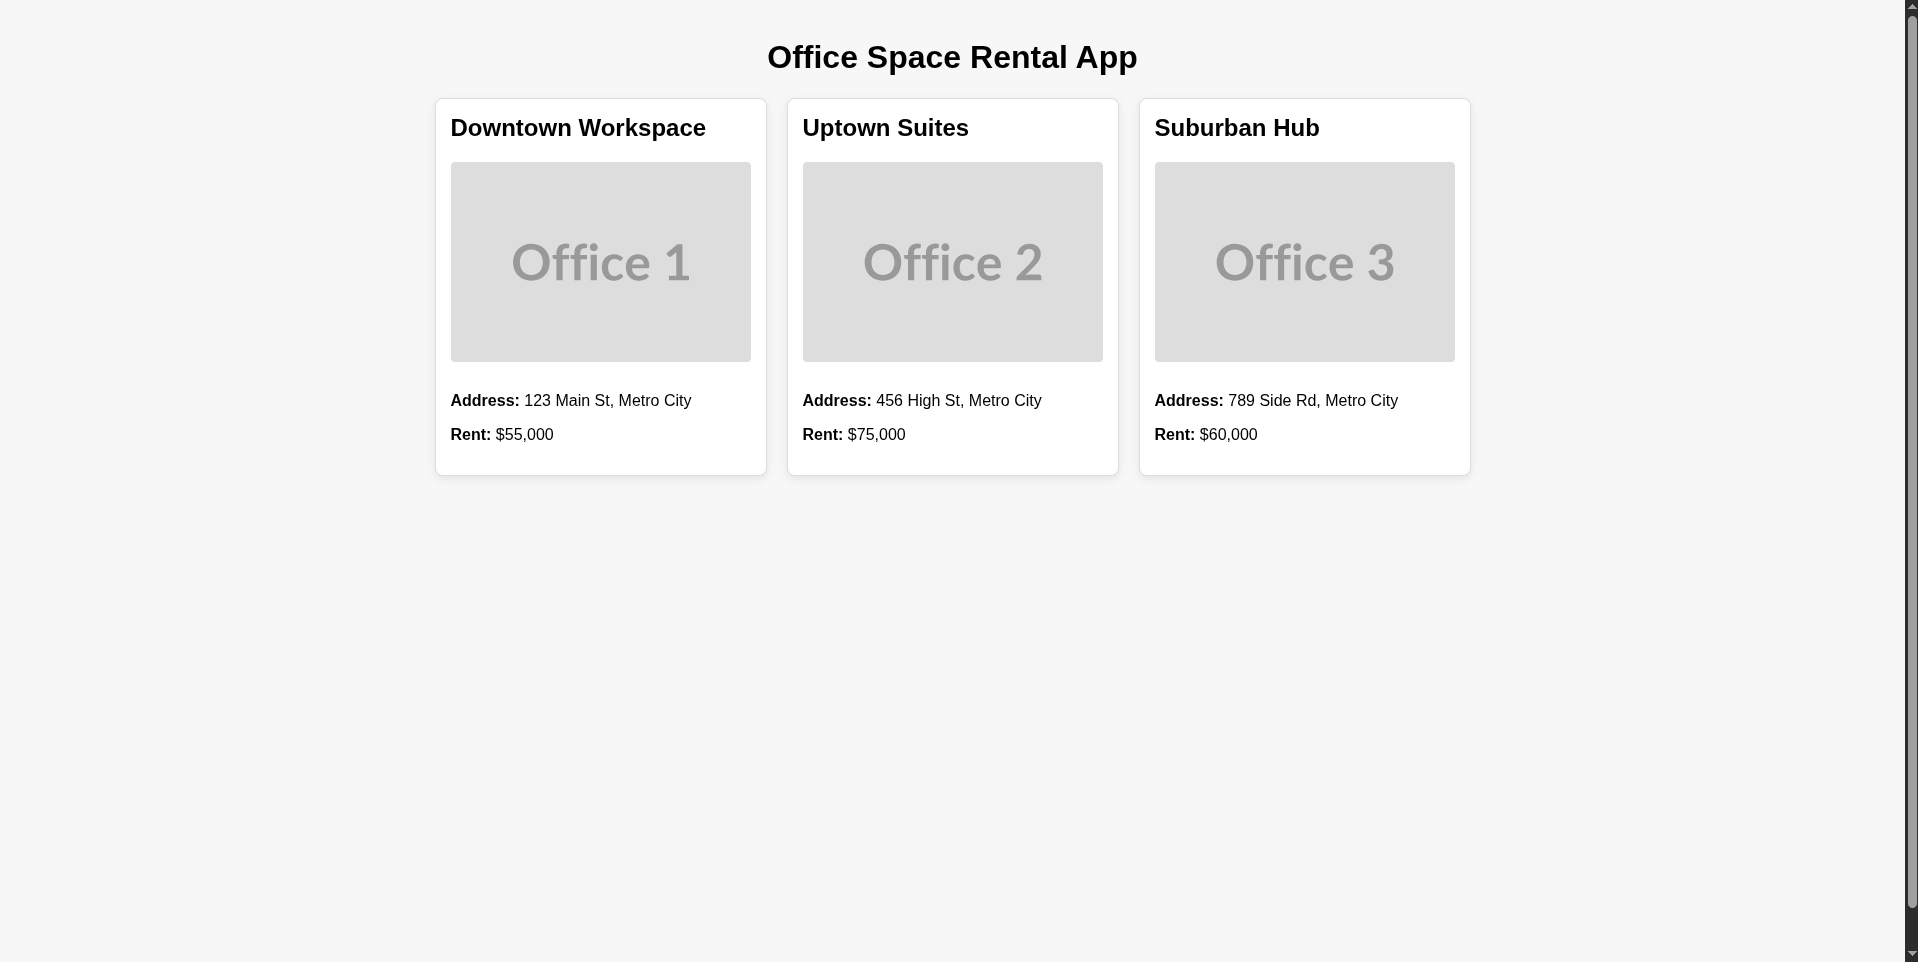 Office Space Rental App
Downtown Workspace
Office 1
Address: 123 Main St, Metro City
Rent: $55,000
Uptown Suites
Office 2
Address: 456 High St, Metro City
Rent: $75,000
Suburban Hub
Office 3
Address: 789 Side Rd, Metro City
Rent: $60,000